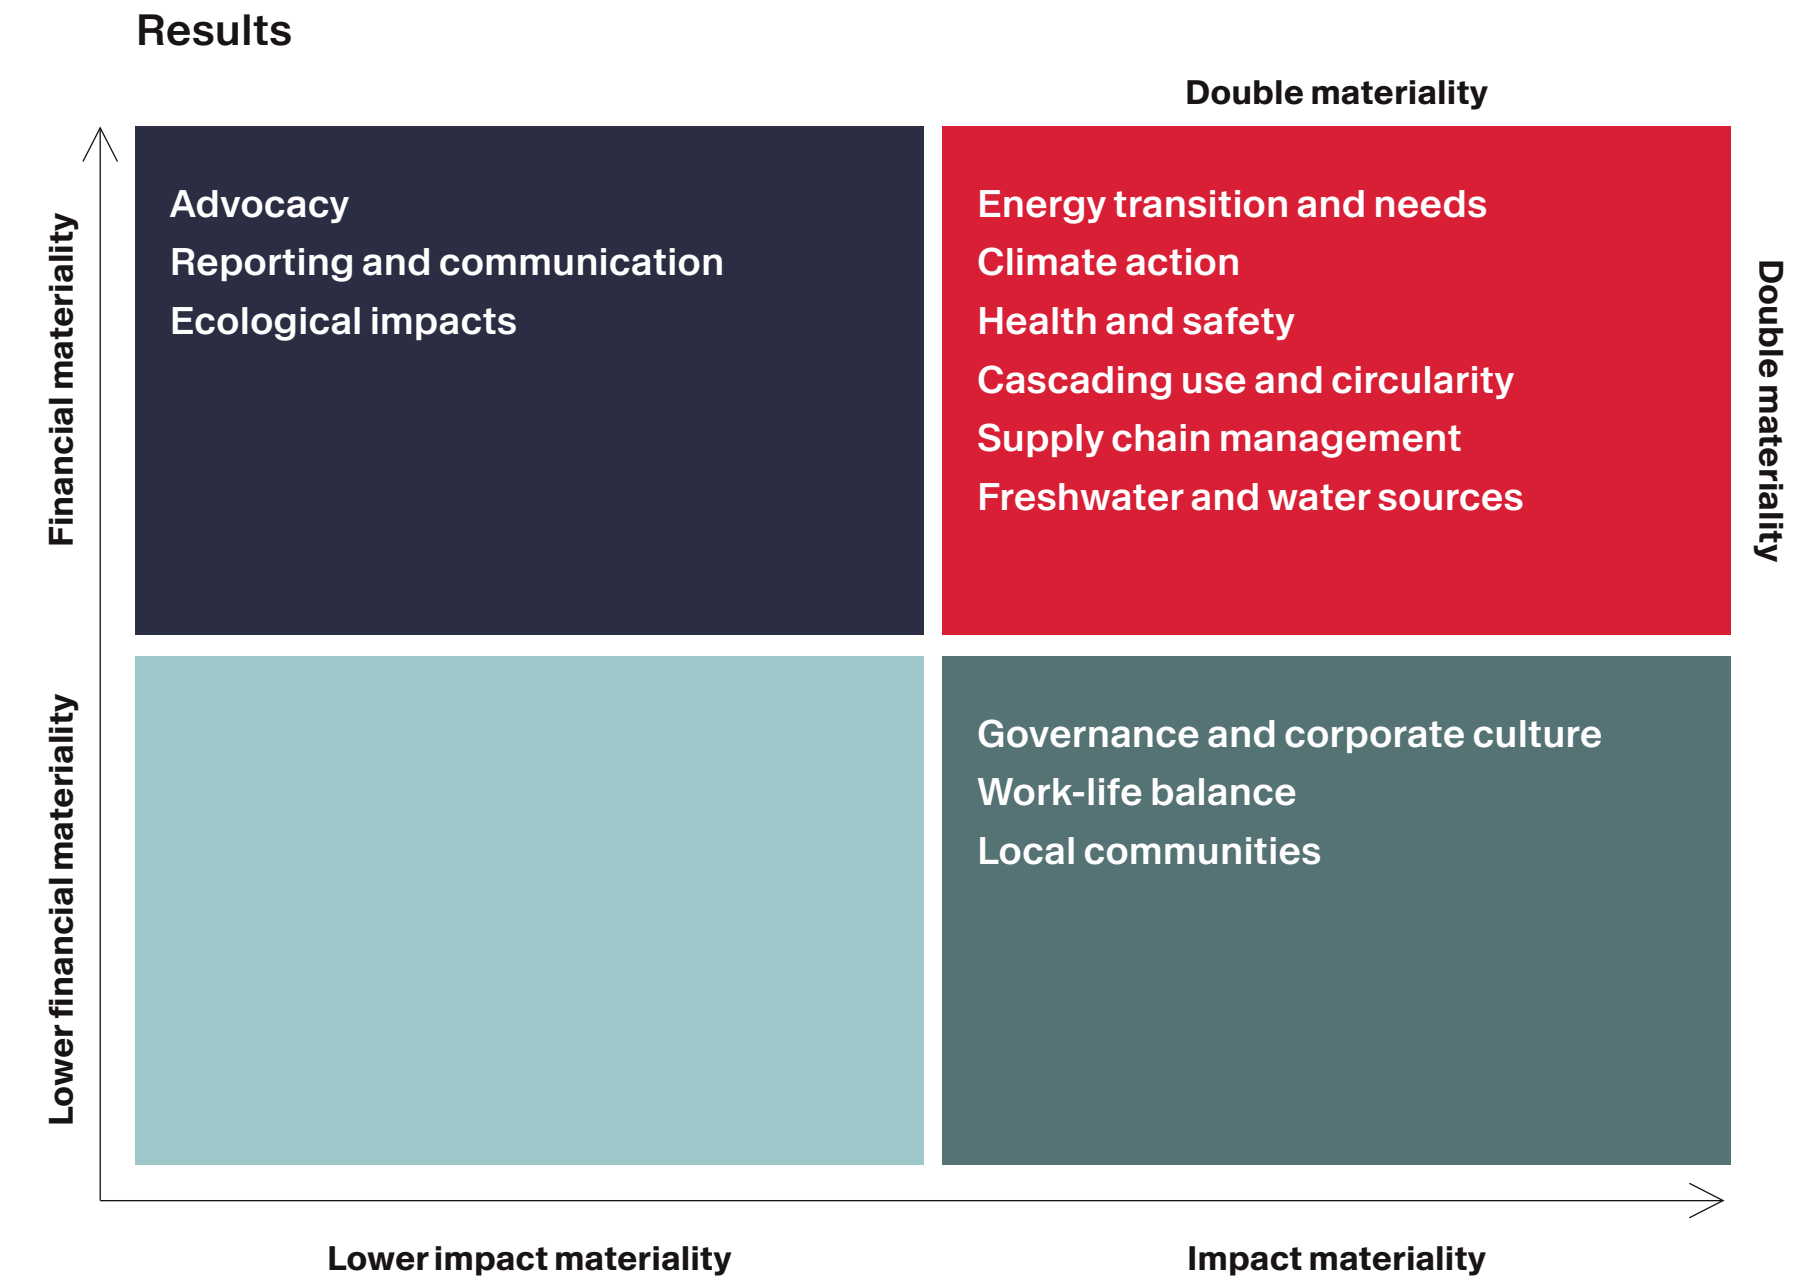 Results
Double materiality
Financial materiality
Advocacy
Reporting and communication
Ecological impacts
Energy transition and needs
Climate action
Health and safety
Cascading use and circularity
Supply chain management
Freshwater and water sources
Double materiality
Lower financial materiality
Governance and corporate culture
Work-life balance
Local communities
Lower impact materiality
Impact materiality